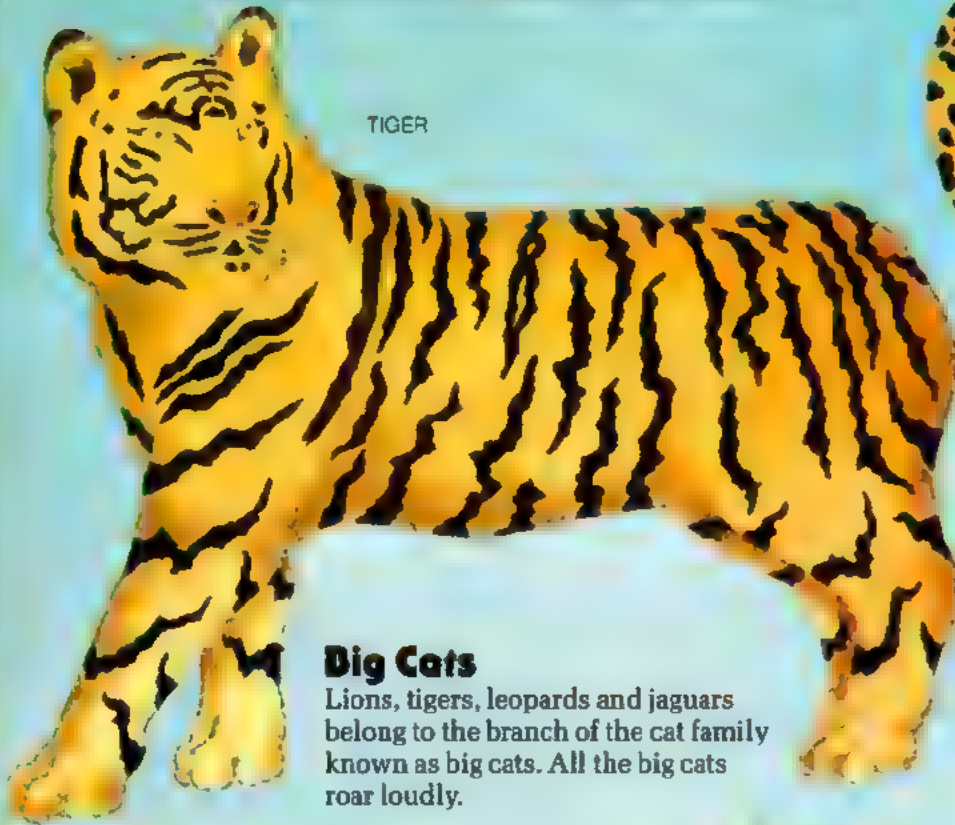 TIGER
Big Cats
Lions, tigers, leopards and jaguars
belong to the branch of the cat family
known as big cats. All the big cats
roar loudly.